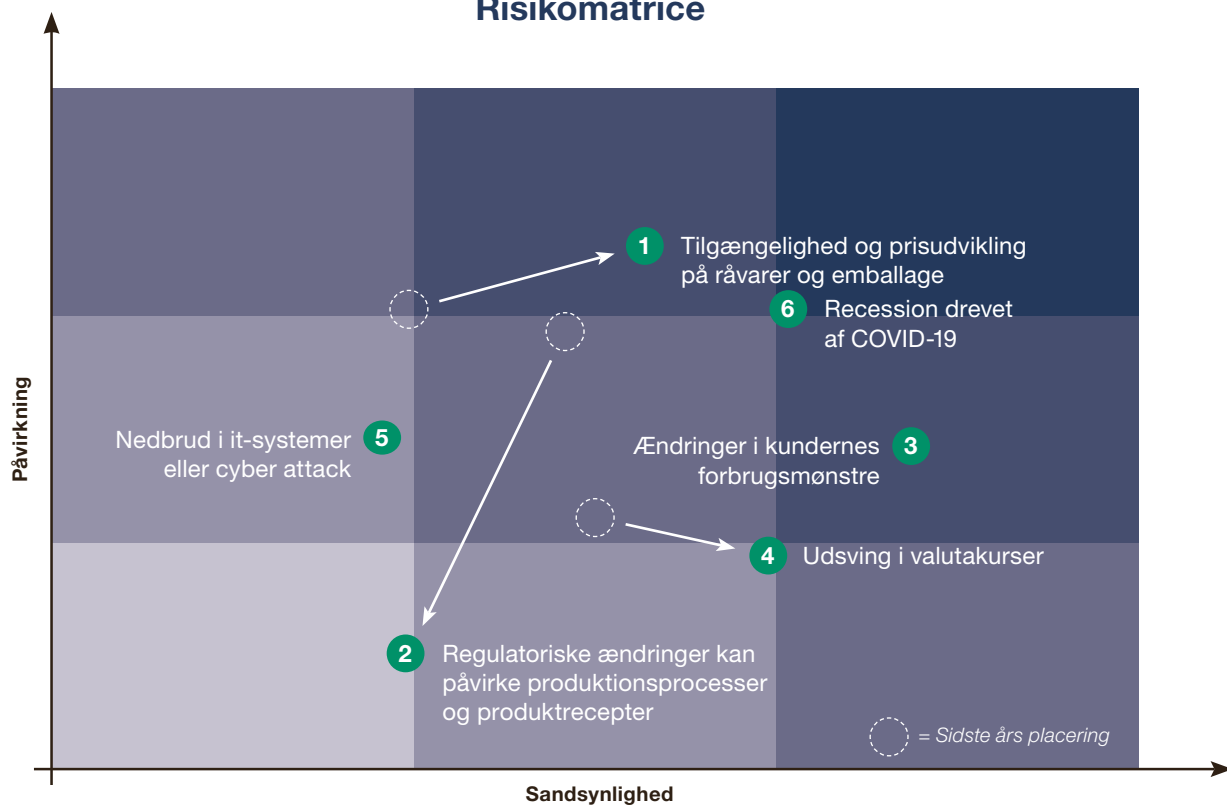 Risikomatrice
1 Tilgængelighed og prisudvikling
på råvarer og emballage
6 Recession drevet
af COVID-19
Nedbrud i it-systemer 5
eller cyber attack
Ændringer i kundernes 3
forbrugsmønstre
4 Udsving i valutakurser
2 Regulatoriske ændringer kan
påvirke produktionsprocesser
og produktrecepter
= Sidste års placering
Påvirkning
Sandsynlighed